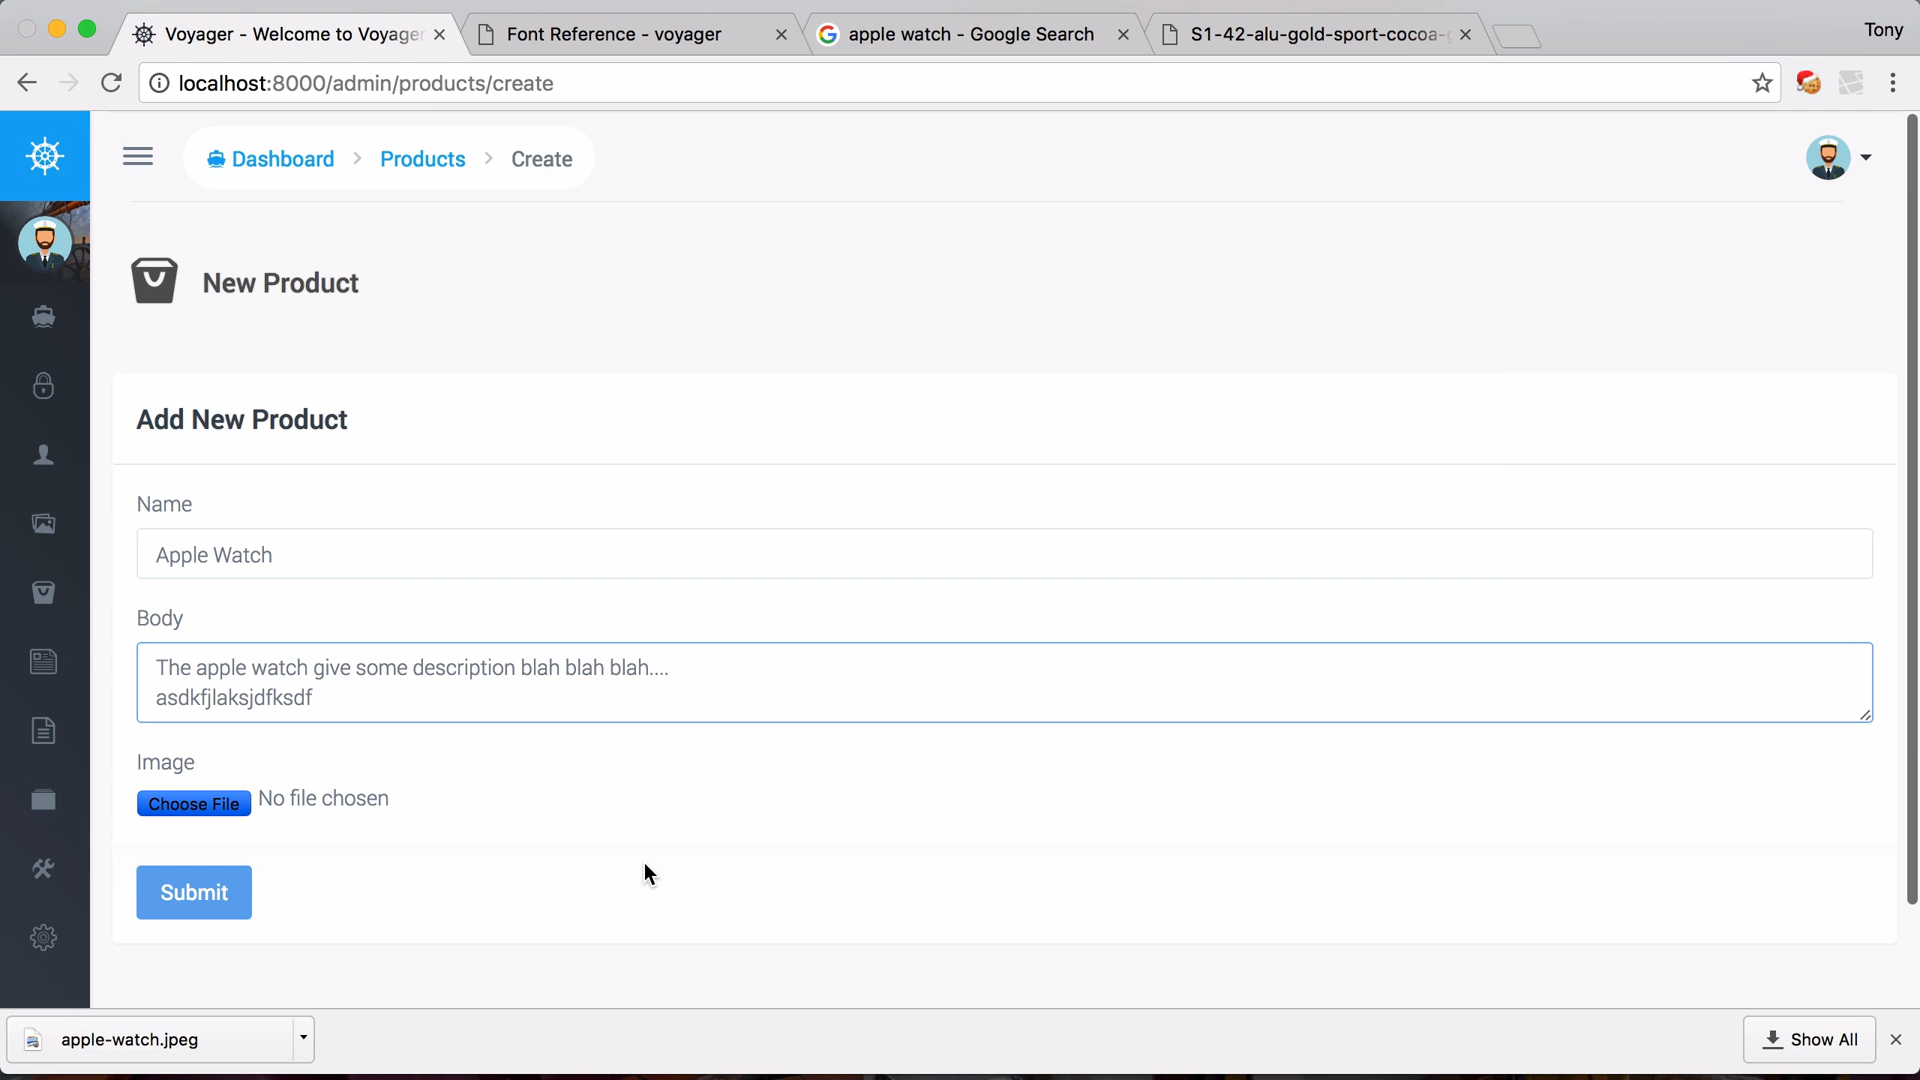 Voyager - Welcome to Voyager
Font Reference - voyager
apple watch - Google Search
S1-42-alu-gold-sport-cocoa-
Tony
localhost:8000/admin/products/create
Dashboard > Products > Create
New Product
Add New Product
Name
Apple Watch
Body
The apple watch give some description blah blah blah....
asdkfjlaksjdfksdf
Image
Choose File No file chosen
Submit
apple-watch.jpeg
Show All